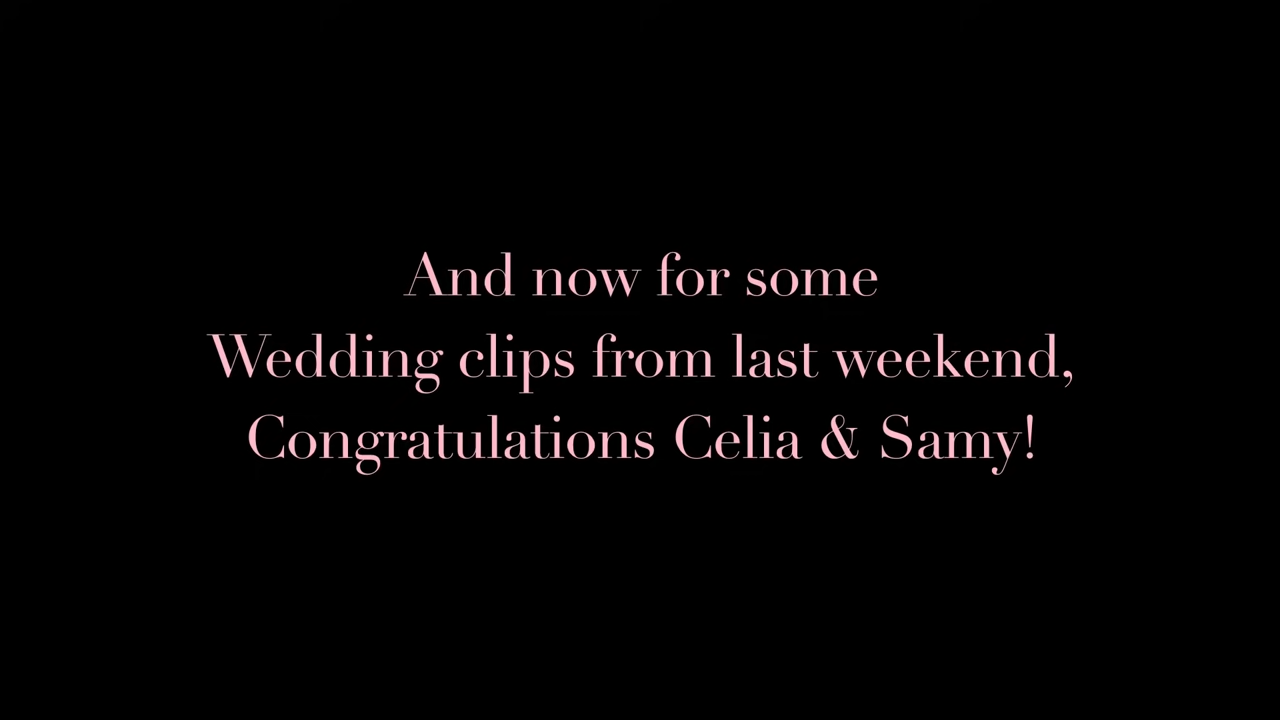 And now for some
Wedding clips from last weekend,
Congratulations Celia & Samy!